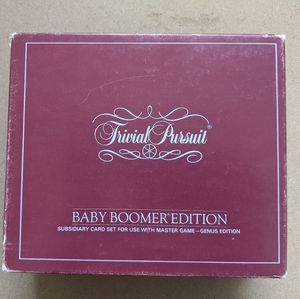 Trivial Pursuit®
BABY BOOMER EDITION
SUBSIDIARY CARD SET FOR USE WITH MASTER GAME—GENUS EDITION